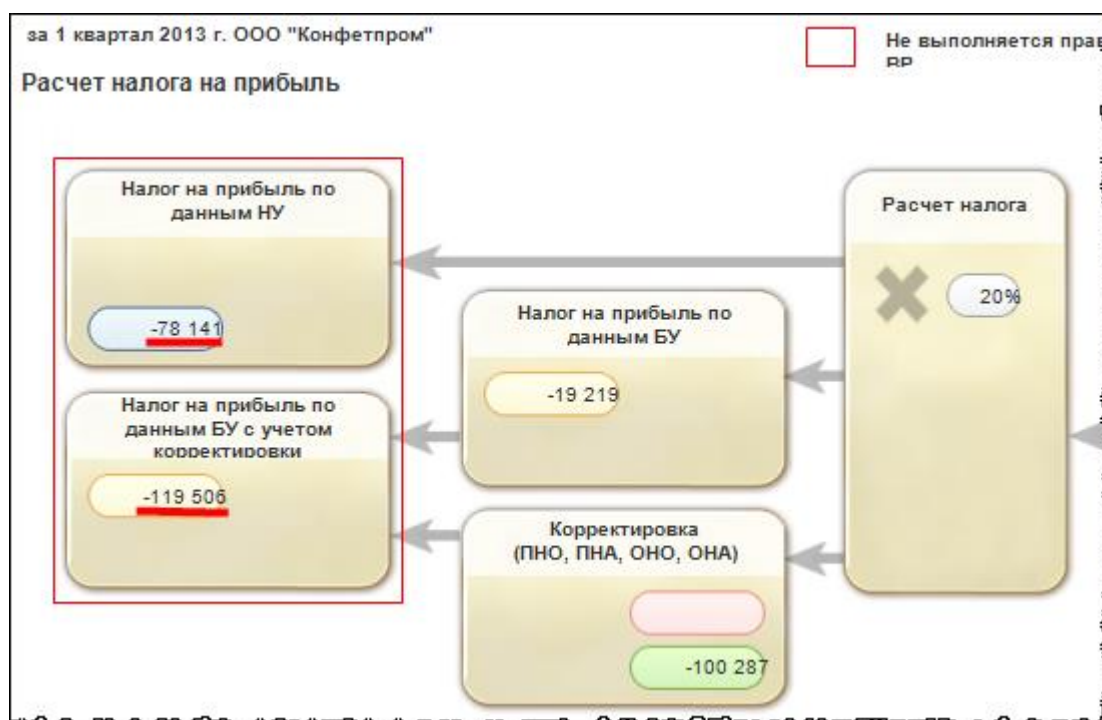 за 1 квартал 2013 г. ООО "Конфетпром"
Не выполняется
Расчет налога на прибыль
Налог на прибыль по
данным НУ
-78 141
Налог на прибыль по
данным БУ с учетом
корректировки
-119 506
Налог на прибыль по
данным БУ
-19 219
Корректировка
(ПНО, ПНА, ОНО, ОНА)
-100 287
Расчет налога
20%